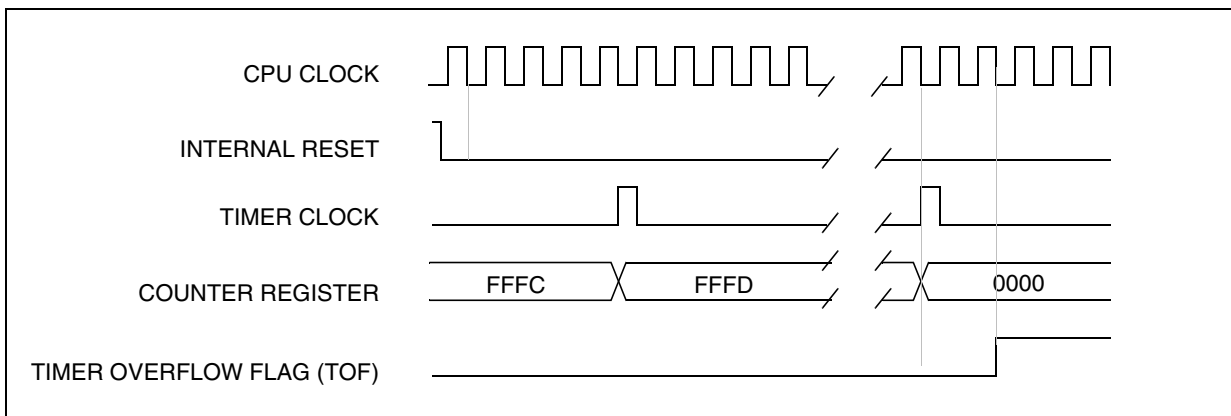 CPU CLOCK
INTERNAL RESET
TIMER CLOCK
COUNTER REGISTER
FFFC
FFFD
0000
TIMER OVERFLOW FLAG (TOF)